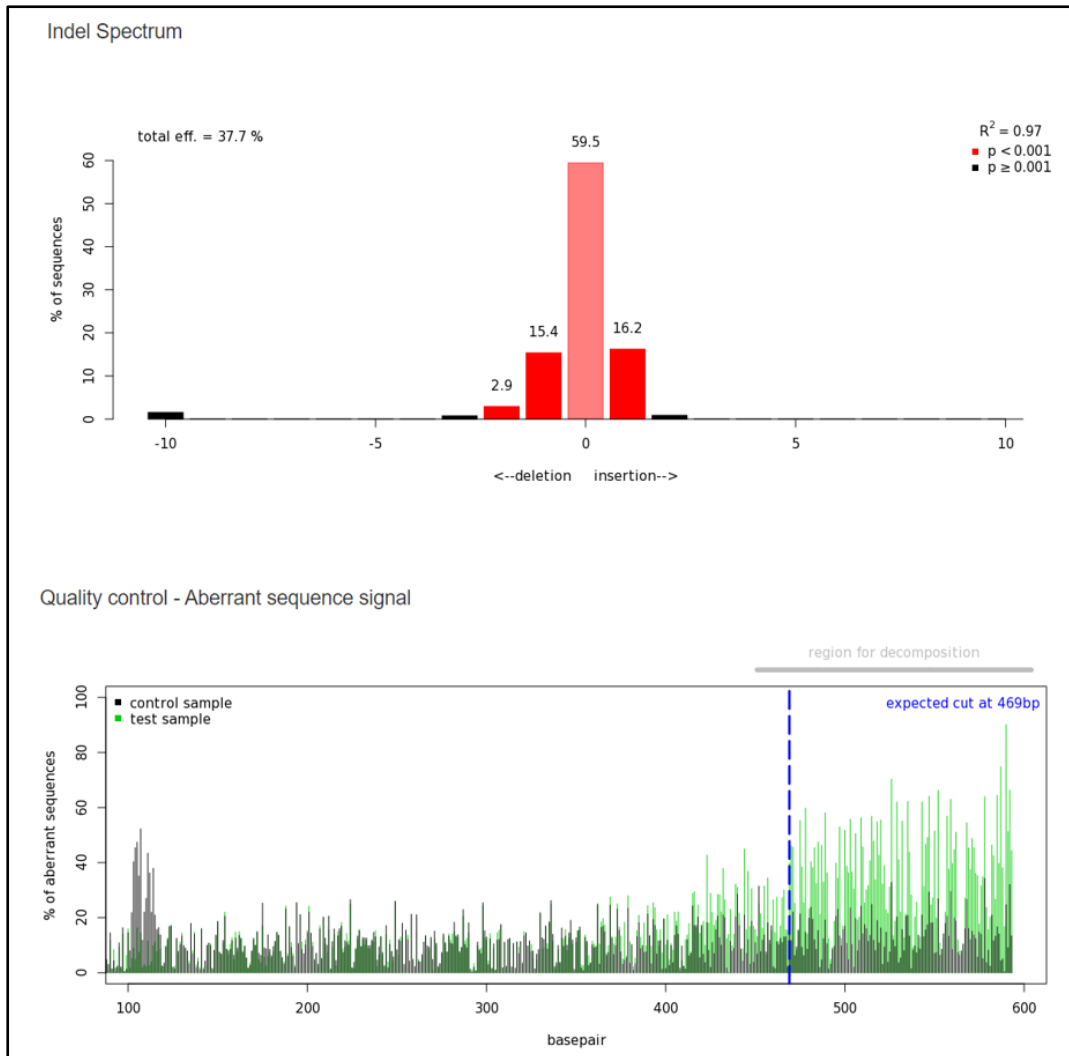 Indel Spectrum
total eff. = 37.7 %
R² = 0.97
p < 0.001
p ≥ 0.001
% of sequences
60
50
40
30
20
10
0
59.5
15.4
16.2
2.9
-10
-5
0
5
10
<--deletion
insertion-->
Quality control - Aberrant sequence signal
region for decomposition
control sample
test sample
expected cut at 469bp
% of aberrant sequences
100
80
60
40
20
0
100
200
300
400
500
600
basepair